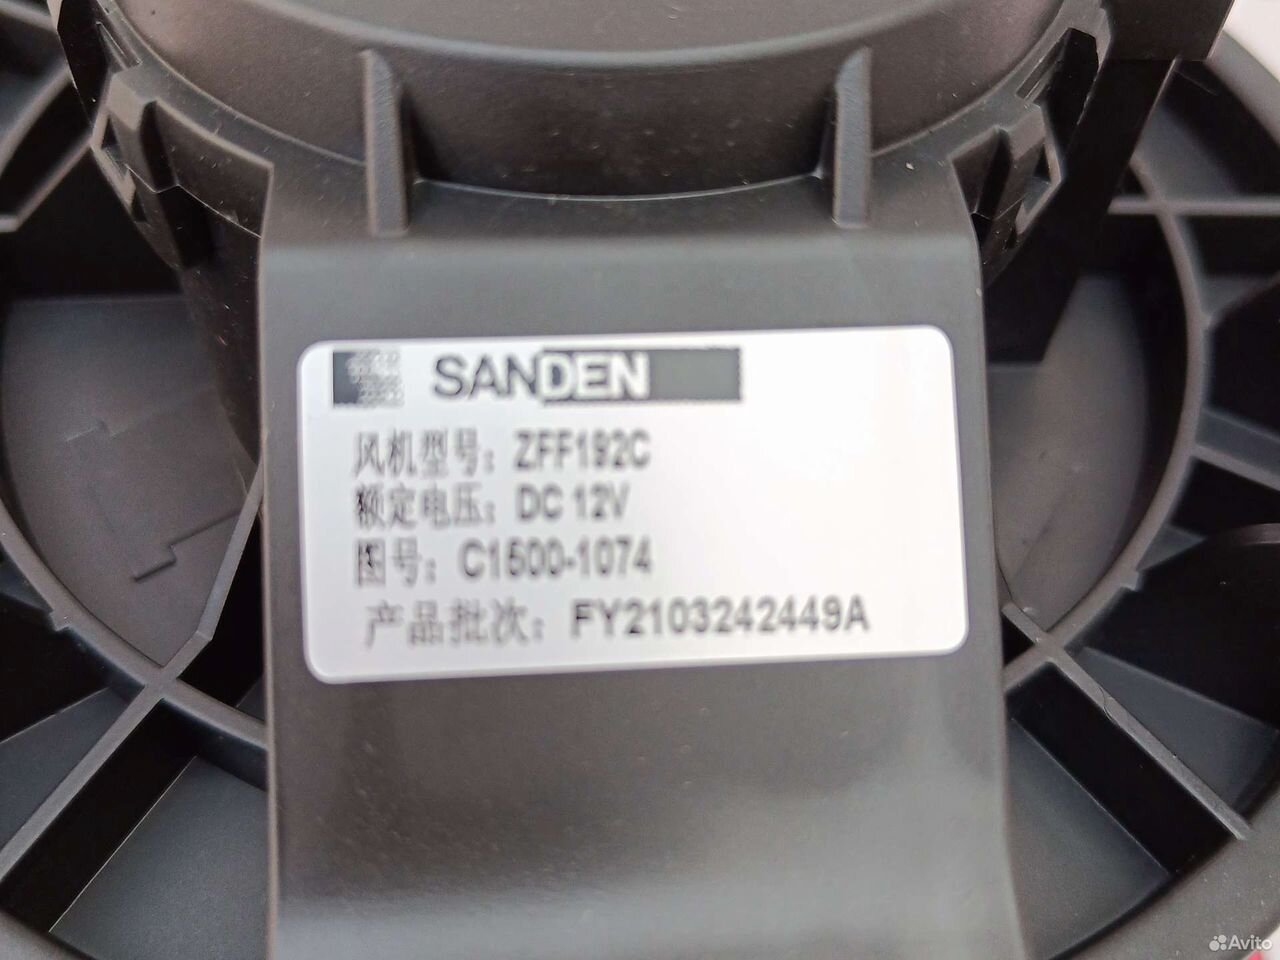 SANDEN
风机型号: ZFF192C
额定电压: DC 12V
图号: C1500-1074
产品批次: FY2103242449A
Avito